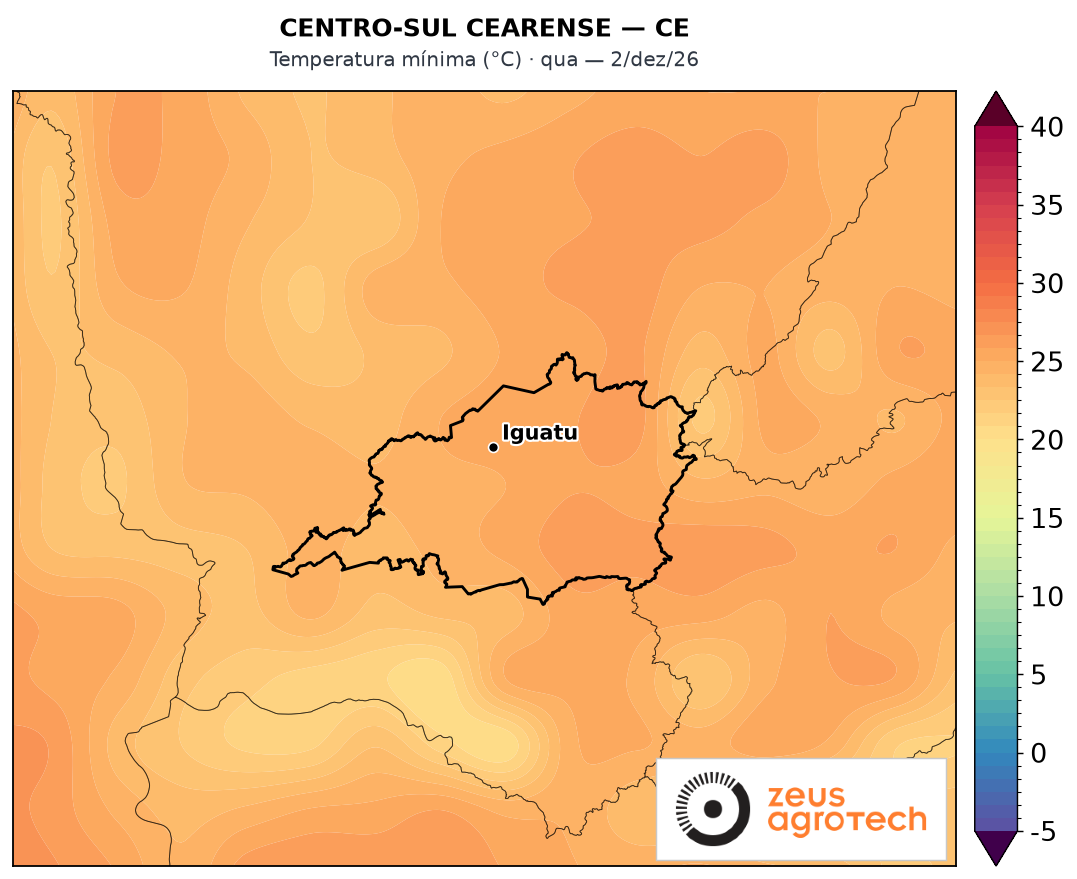 CENTRO-SUL CEARENSE — CE
Temperatura mínima (°C) · qua — 2/dez/26
40
35
30
25
20
15
10
5
0
-5
Iguatu
zeus
agrotech